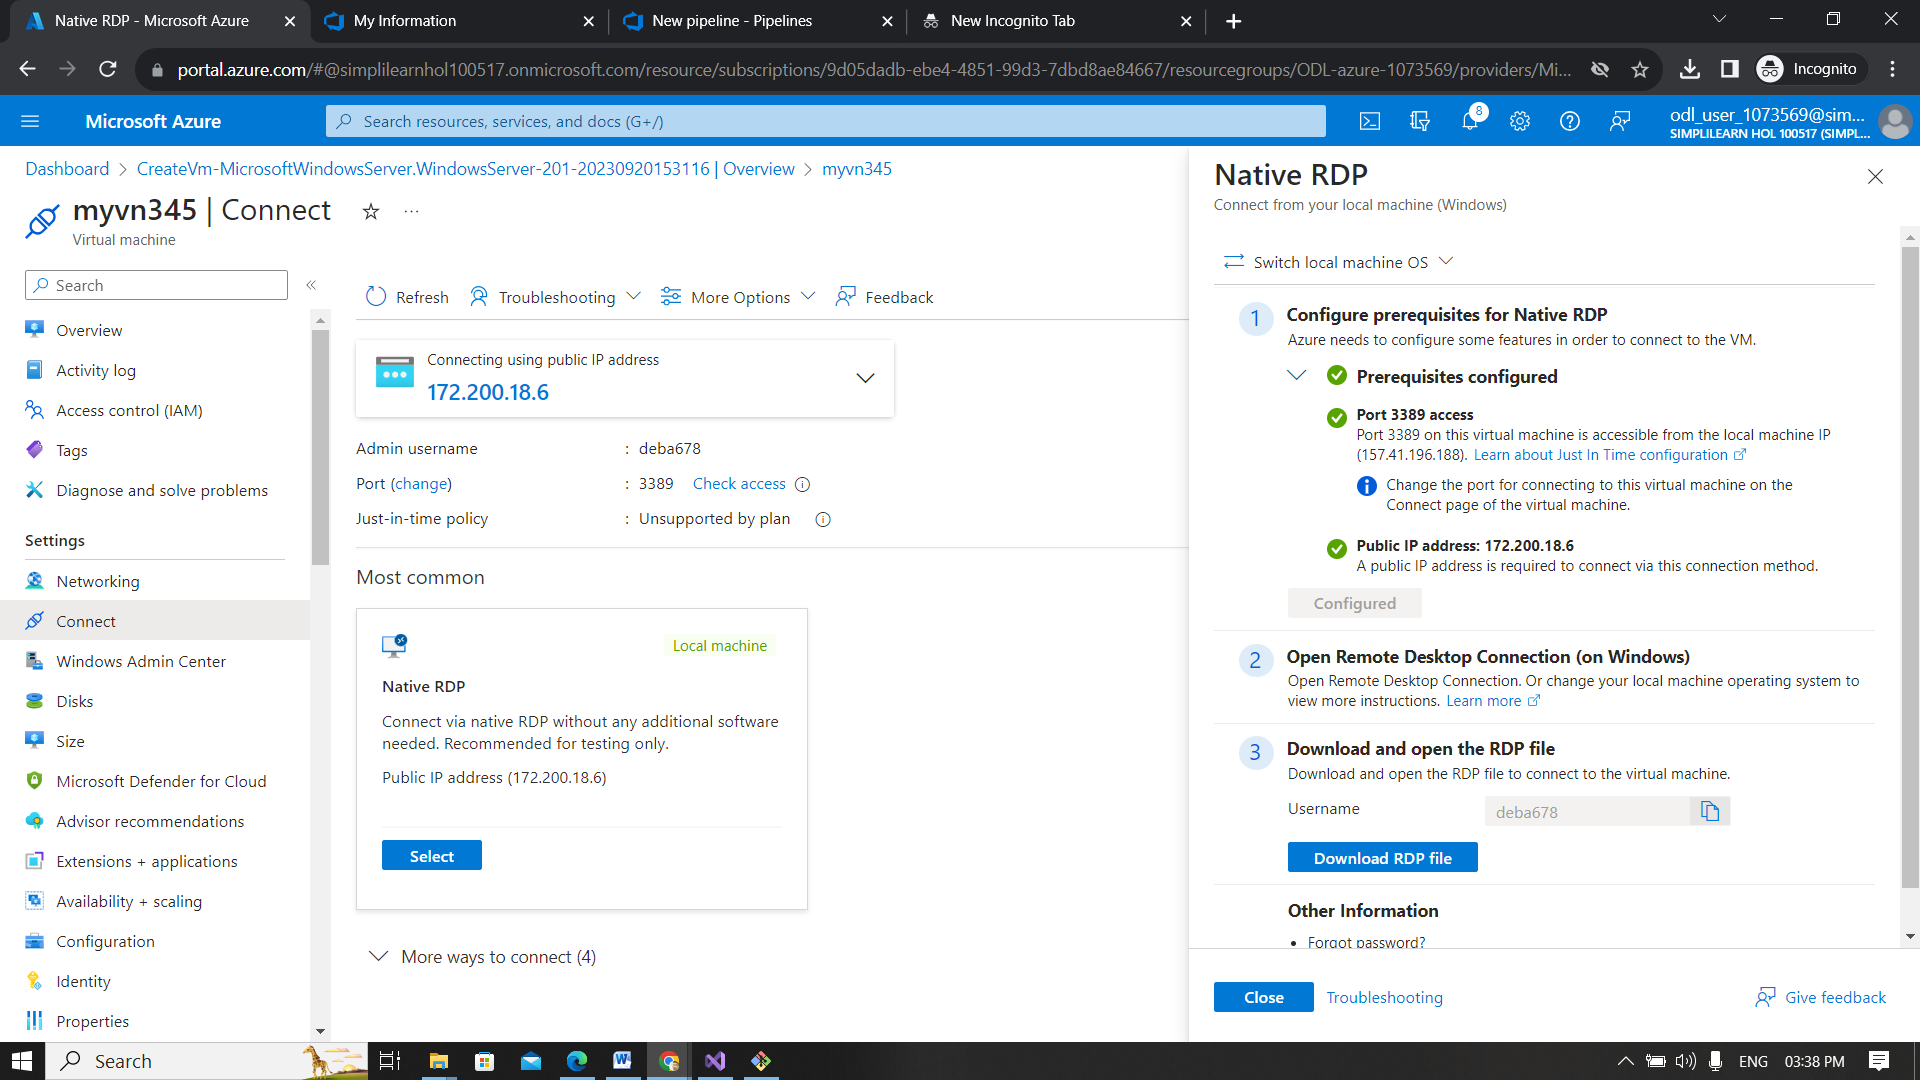 Native RDP - Microsoft Azure
My Information
New pipeline - Pipelines
New Incognito Tab
portal.azure.com/#@simplilearnhol100517.onmicrosoft.com/resource/subscriptions/9d05dadb-ebe4-4851-99d3-7dbd8ae84667/resourcegroups/ODL-azure-1073569/providers/Mi...
Incognito
Microsoft Azure
Search resources, services, and docs (G+/)
8
odl_user_1073569@sim...
SIMPLILEARN HOL 100517 (SIMPL...
Dashboard > CreateVm-MicrosoftWindowsServer.WindowsServer-201-20230920153116 | Overview > myvn345
myvn345 | Connect
Virtual machine
Search
Overview
Activity log
Access control (IAM)
Tags
Diagnose and solve problems
Settings
Networking
Connect
Windows Admin Center
Disks
Size
Microsoft Defender for Cloud
Advisor recommendations
Extensions + applications
Availability + scaling
Configuration
Identity
Properties
Refresh
Troubleshooting
More Options
Feedback
Connecting using public IP address
172.200.18.6
Admin username : deba678
Port (change) : 3389 Check access
Just-in-time policy : Unsupported by plan
Most common
Local machine
Native RDP
Connect via native RDP without any additional software
needed. Recommended for testing only.
Public IP address (172.200.18.6)
Select
More ways to connect (4)
Native RDP
Connect from your local machine (Windows)
Switch local machine OS
1 Configure prerequisites for Native RDP
Azure needs to configure some features in order to connect to the VM.
Prerequisites configured
Port 3389 access
Port 3389 on this virtual machine is accessible from the local machine IP
(157.41.196.188). Learn about Just In Time configuration
Change the port for connecting to this virtual machine on the
Connect page of the virtual machine.
Public IP address: 172.200.18.6
A public IP address is required to connect via this connection method.
Configured
2 Open Remote Desktop Connection (on Windows)
Open Remote Desktop Connection. Or change your local machine operating system to
view more instructions. Learn more
3 Download and open the RDP file
Download and open the RDP file to connect to the virtual machine.
Username deba678
Download RDP file
Other Information
• Forgot password?
Close
Troubleshooting
Give feedback
Search
ENG
03:38 PM